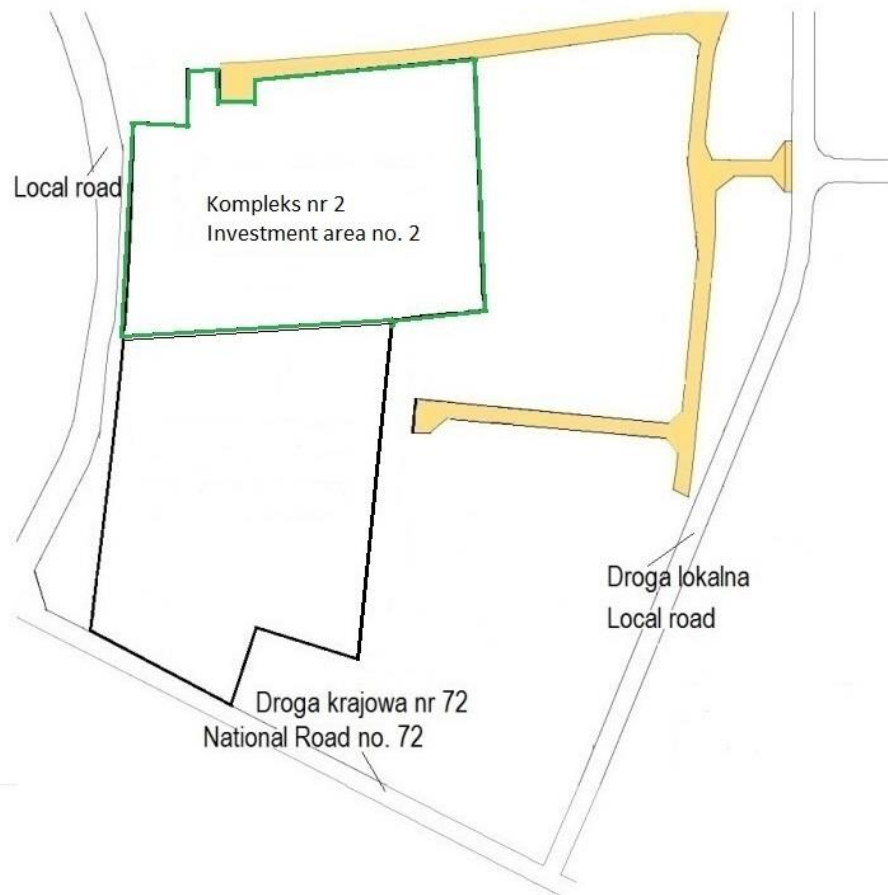 Local road
Kompleks nr 2
Investment area no. 2
Droga lokalna
Local road
Droga krajowa nr 72
National Road no. 72